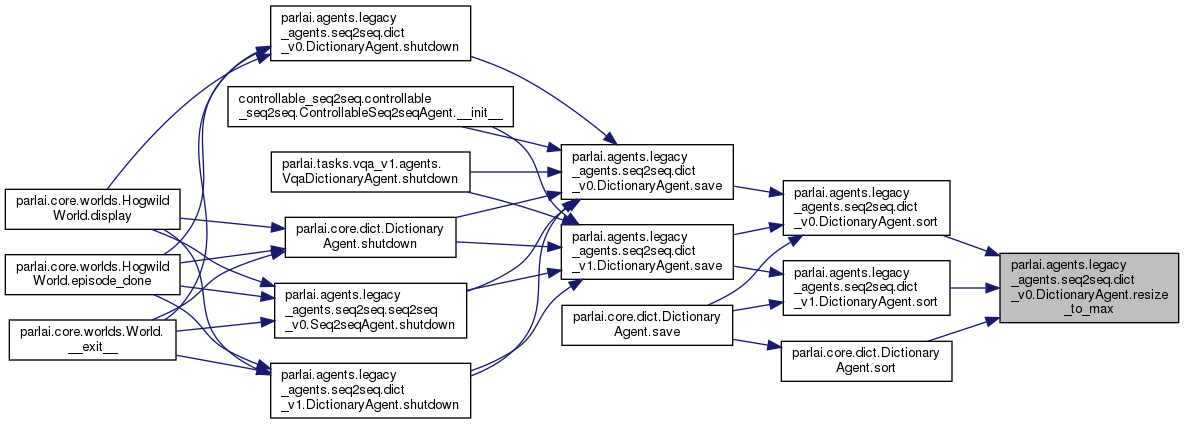 parlai.agents.legacy
_agents.seq2seq.dict
_v0.DictionaryAgent.shutdown
controllable_seq2seq.controllable
_seq2seq.ControllableSeq2seqAgent.__init__
parlai.tasks.vqa_v1.agents.
VqaDictionaryAgent.shutdown
parlai.agents.legacy
_agents.seq2seq.dict
_v0.DictionaryAgent.save
parlai.core.worlds.Hogwild
World.display
parlai.core.dict.Dictionary
Agent.shutdown
parlai.agents.legacy
_agents.seq2seq.dict
_v0.DictionaryAgent.sort
parlai.agents.legacy
_agents.seq2seq.dict
_v1.DictionaryAgent.save
parlai.core.worlds.Hogwild
World.episode_done
parlai.agents.legacy
_agents.seq2seq.dict
_v1.DictionaryAgent.sort
parlai.agents.legacy
_agents.seq2seq.dict
_v0.DictionaryAgent.resize
_to_max
parlai.agents.legacy
_agents.seq2seq.seq2seq
_v0.Seq2seqAgent.shutdown
parlai.core.dict.Dictionary
Agent.save
parlai.core.worlds.World.
__exit__
parlai.core.dict.Dictionary
Agent.sort
parlai.agents.legacy
_agents.seq2seq.dict
_v1.DictionaryAgent.shutdown